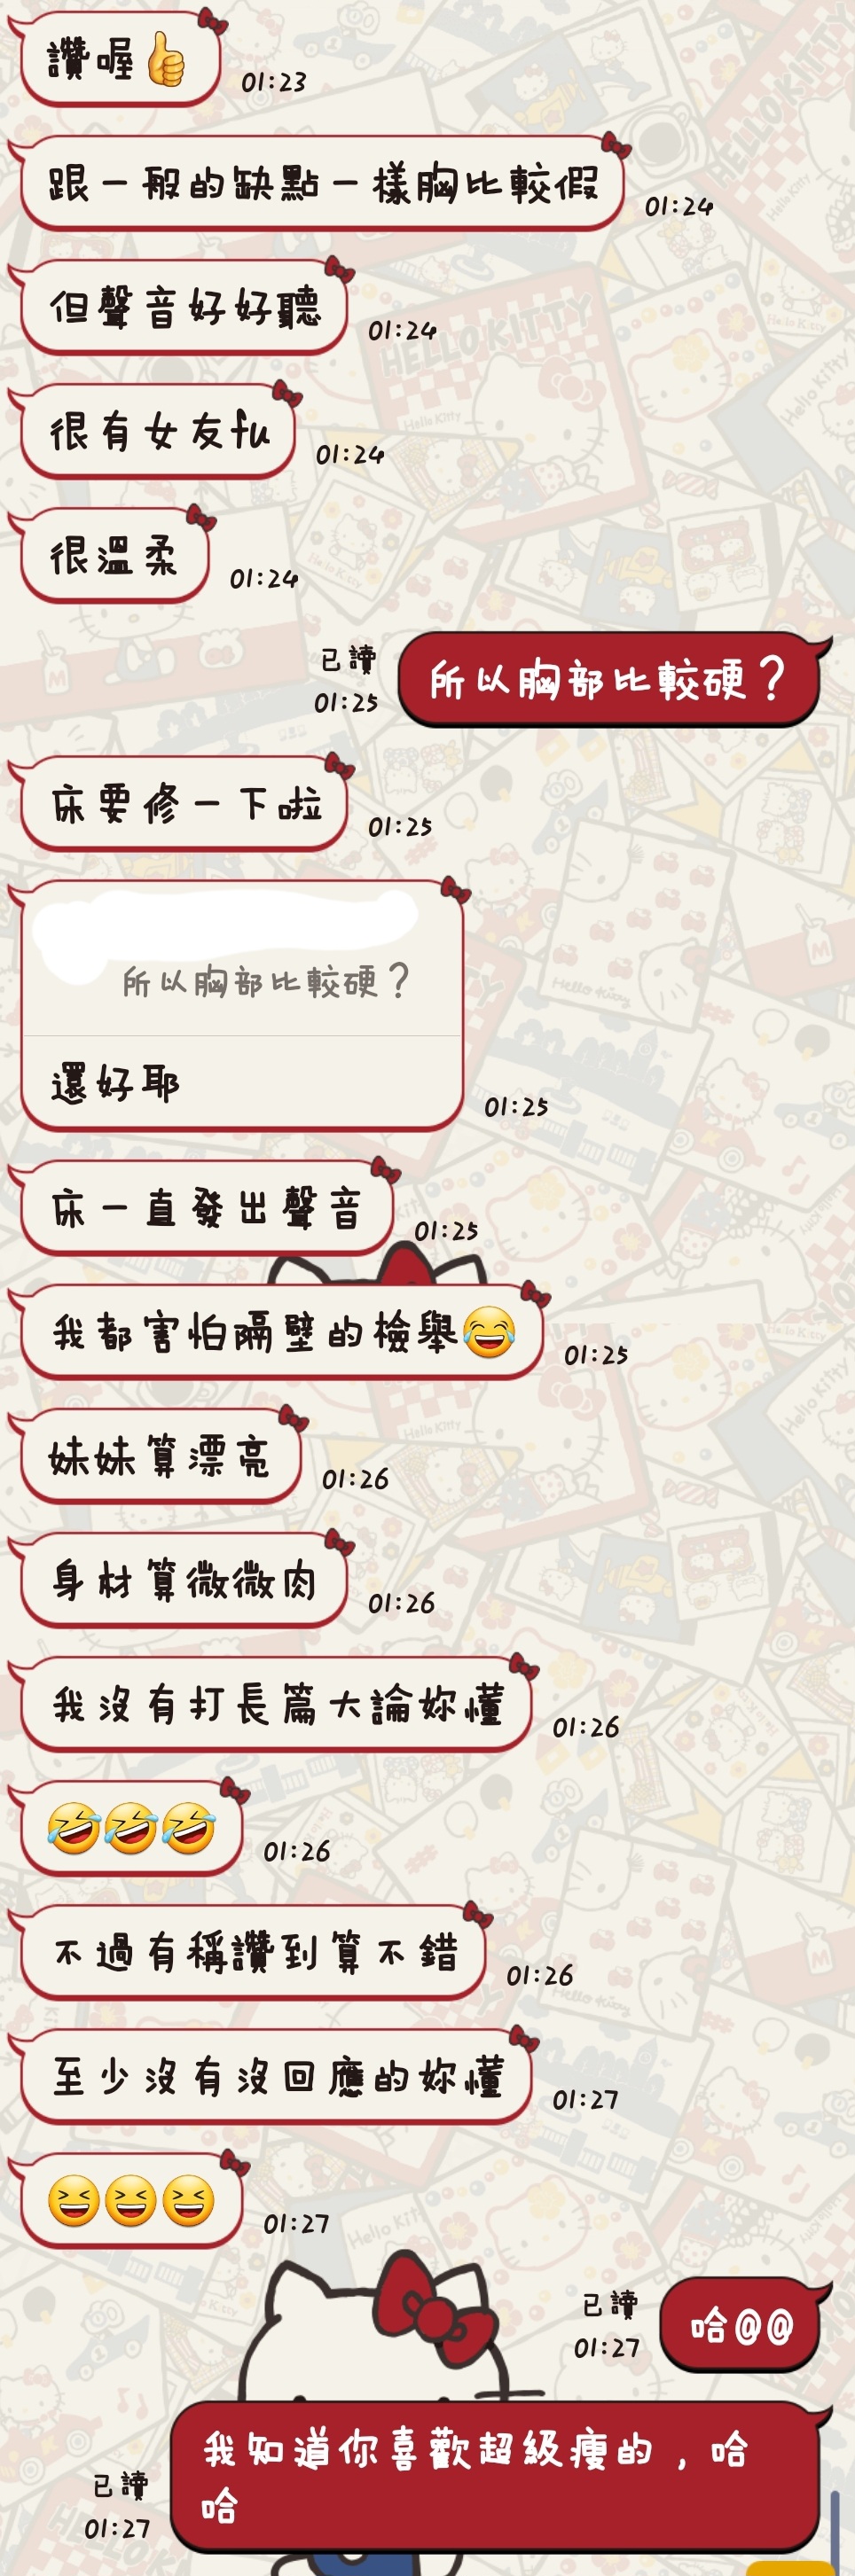 讚喔👍
01:23
跟一般的缺點一樣胸比較假
01:24
但聲音好好聽
01:24
很有女友fu
01:24
很溫柔
01:24
已讀
01:25
所以胸部比較硬？
床要修一下啦
01:25
所以胸部比較硬？
還好耶
01:25
床一直發出聲音
01:25
我都害怕隔壁的檢舉😂
01:25
妹妹算漂亮
01:26
身材算微微肉
01:26
我沒有打長篇大論妳懂
01:26
🤣🤣🤣
01:26
不過有稱讚到算不錯
01:26
至少沒有沒回應的妳懂
01:27
😆😆😆
01:27
已讀
01:27
哈@@
我知道你喜歡超級瘦的，哈
哈
已讀
01:27